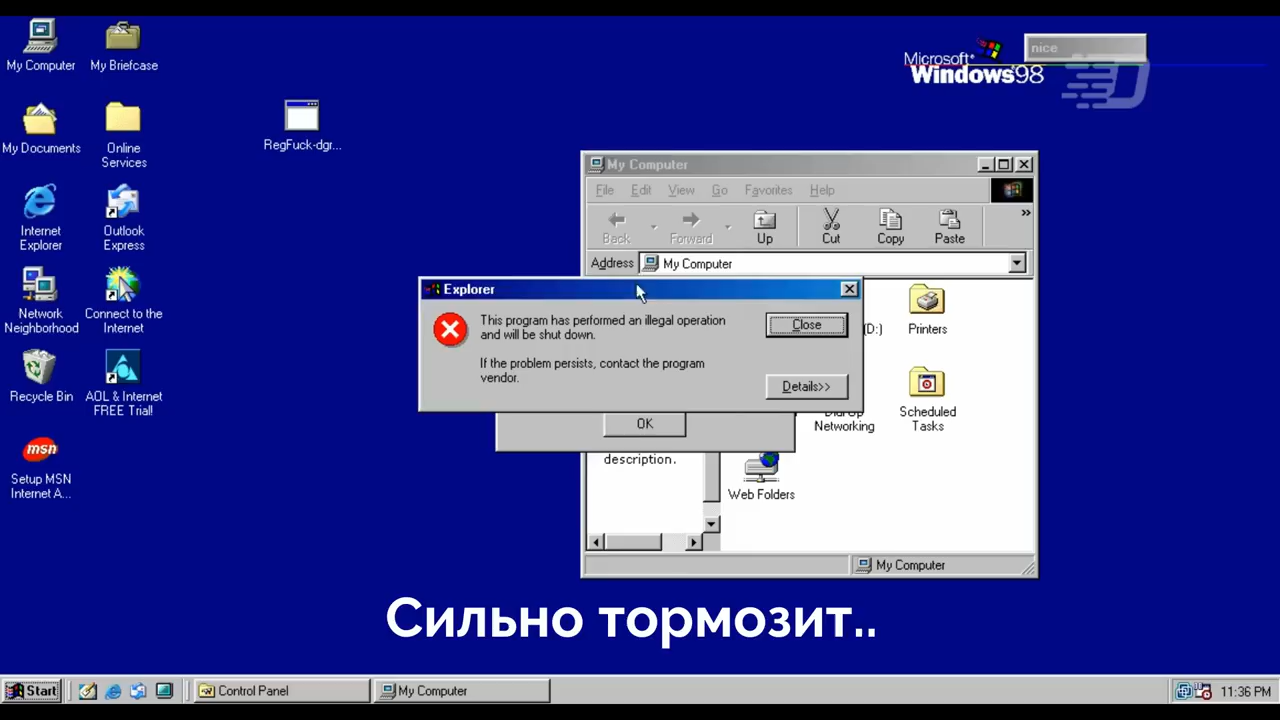 My Computer
My Briefcase
My Documents
Online
Services
Internet
Explorer
Outlook
Express
Network
Neighborhood
Connect to the
Internet
Recycle Bin
AOL & Internet
FREE Trial!
Setup MSN
Internet A...
msn
RegFuck-dgr...
Microsoft®
Windows®98
nice
My Computer
File Edit View Go Favorites Help
Back Forward Up Cut Copy Paste »
Address My Computer
Explorer
This program has performed an illegal operation
and will be shut down.
If the problem persists, contact the program
vendor.
Close
Details>>
OK
(D:)
Printers
Networking
Scheduled
Tasks
description.
Web Folders
My Computer
Сильно тормозит..
Start
Control Panel
My Computer
11:36 PM